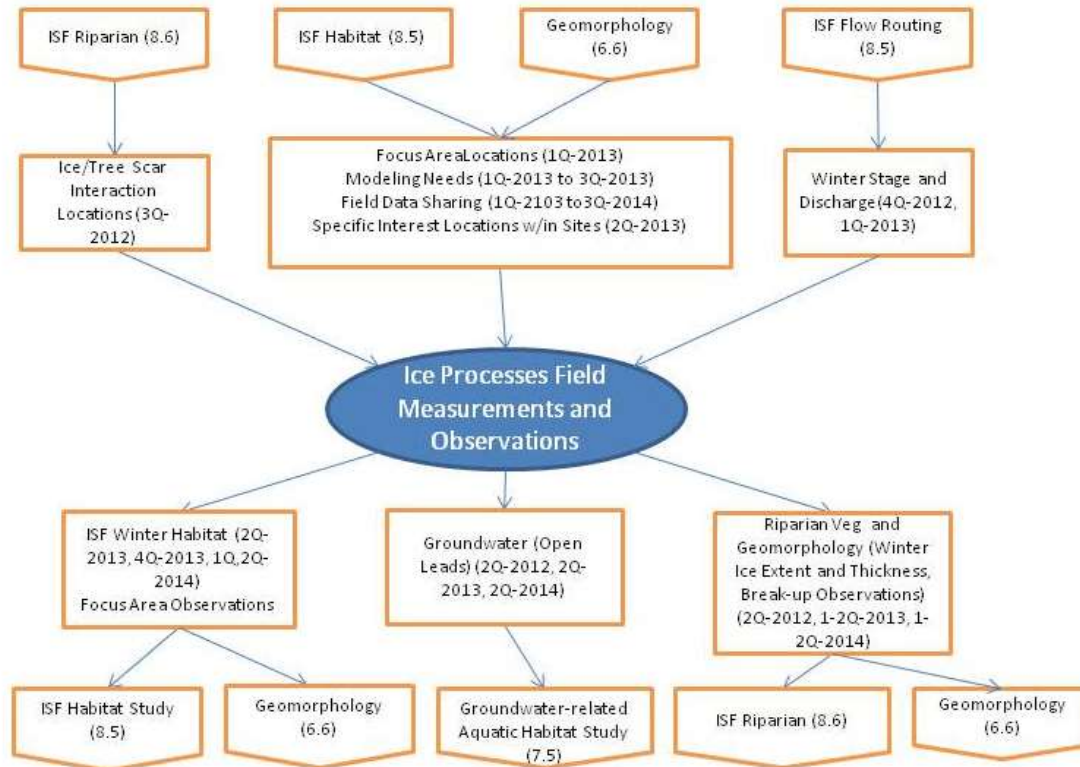 ISF Riparian (8.6)
ISF Habitat (8.5)
Geomorphology
(6.6)
ISF Flow Routing
(8.5)
Ice/Tree Scar
Interaction
Locations (3Q-
2012)
Focus AreaLocations (1Q-2013)
Modeling Needs (1Q-2013 to 3Q-2013)
Field Data Sharing (1Q-2103 to3Q-2014)
Specific Interest Locations w/in Sites (2Q-2013)
Winter Stage and
Discharge(4Q-2012,
1Q-2013)
Ice Processes Field
Measurements and
Observations
ISF Winter Habitat (2Q-
2013, 4Q-2013, 1Q,2Q-
2014)
Focus Area Observations
Groundwater (Open
Leads) (2Q-2012, 2Q-
2013, 2Q-2014)
Riparian Veg and
Geomorphology (Winter
Ice Extent and Thickness,
Break-up Observations)
(2Q-2012, 1-2Q-2013, 1-
2Q-2014)
ISF Habitat Study
(8.5)
Geomorphology
(6.6)
Groundwater-related
Aquatic Habitat Study
(7.5)
ISF Riparian (8.6)
Geomorphology
(6.6)